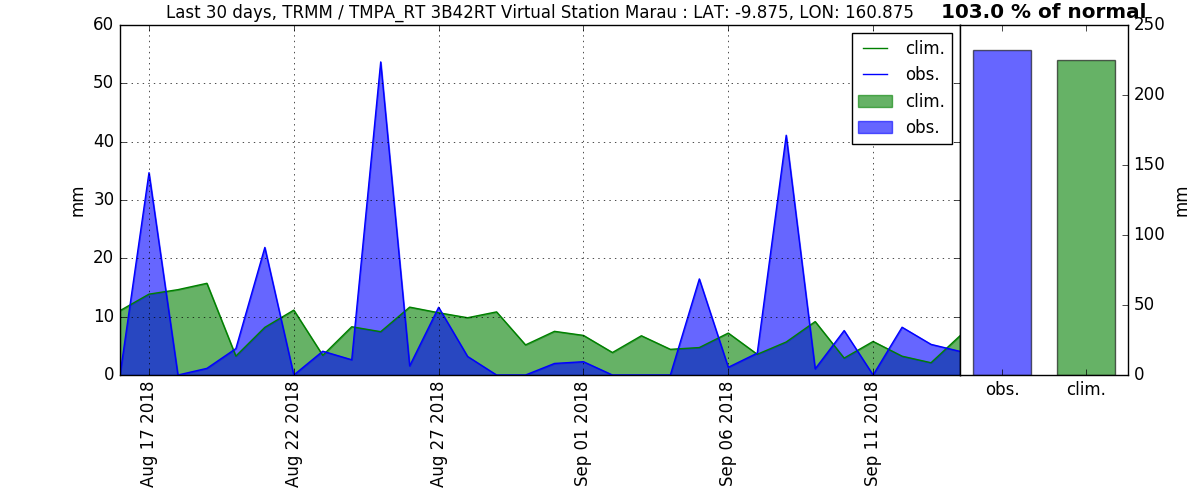 Last 30 days, TRMM / TMPA_RT 3B42RT Virtual Station Marau : LAT: -9.875, LON: 160.875
103.0 % of normal
60
50
40
30
20
10
0
mm
clim.
obs.
clim.
obs.
250
200
150
100
50
0
mm
Aug 17 2018
Aug 22 2018
Aug 27 2018
Sep 01 2018
Sep 06 2018
Sep 11 2018
obs.
clim.